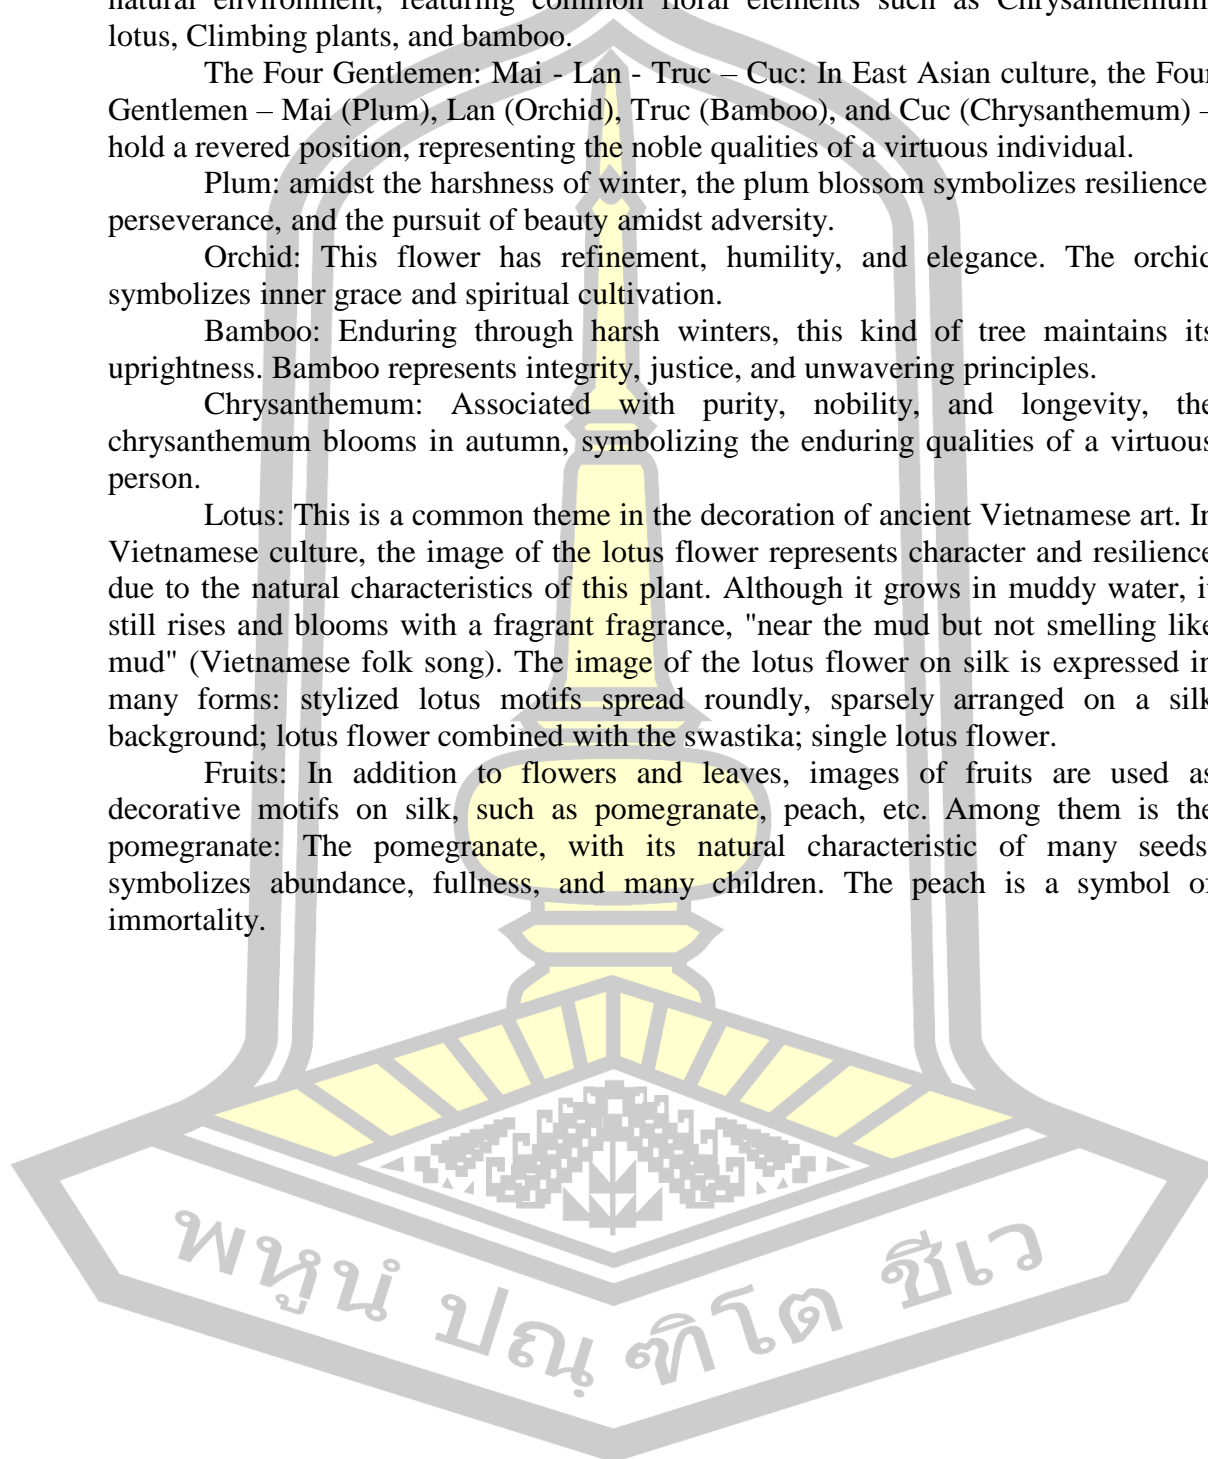 natural environment, featuring common floral elements such as Chrysanthemum
lotus, Climbing plants, and bamboo.
The Four Gentlemen: Mai - Lan - Truc – Cuc: In East Asian culture, the Four
Gentlemen – Mai (Plum), Lan (Orchid), Truc (Bamboo), and Cuc (Chrysanthemum) –
hold a revered position, representing the noble qualities of a virtuous individual.
Plum: amidst the harshness of winter, the plum blossom symbolizes resilience
perseverance, and the pursuit of beauty amidst adversity.
Orchid: This flower has refinement, humility, and elegance. The orchid
symbolizes inner grace and spiritual cultivation.
Bamboo: Enduring through harsh winters, this kind of tree maintains its
uprightness. Bamboo represents integrity, justice, and unwavering principles.
Chrysanthemum: Associated with purity, nobility, and longevity, the
chrysanthemum blooms in autumn, symbolizing the enduring qualities of a virtuous
person.
Lotus: This is a common theme in the decoration of ancient Vietnamese art. In
Vietnamese culture, the image of the lotus flower represents character and resilience
due to the natural characteristics of this plant. Although it grows in muddy water, it
still rises and blooms with a fragrant fragrance, "near the mud but not smelling like
mud" (Vietnamese folk song). The image of the lotus flower on silk is expressed in
many forms: stylized lotus motifs spread roundly, sparsely arranged on a silk
background; lotus flower combined with the swastika; single lotus flower.
Fruits: In addition to flowers and leaves, images of fruits are used as
decorative motifs on silk, such as pomegranate, peach, etc. Among them is the
pomegranate: The pomegranate, with its natural characteristic of many seeds
symbolizes abundance, fullness, and many children. The peach is a symbol of
immortality.
พหูนํ ปณฺฑิโต ชีเว